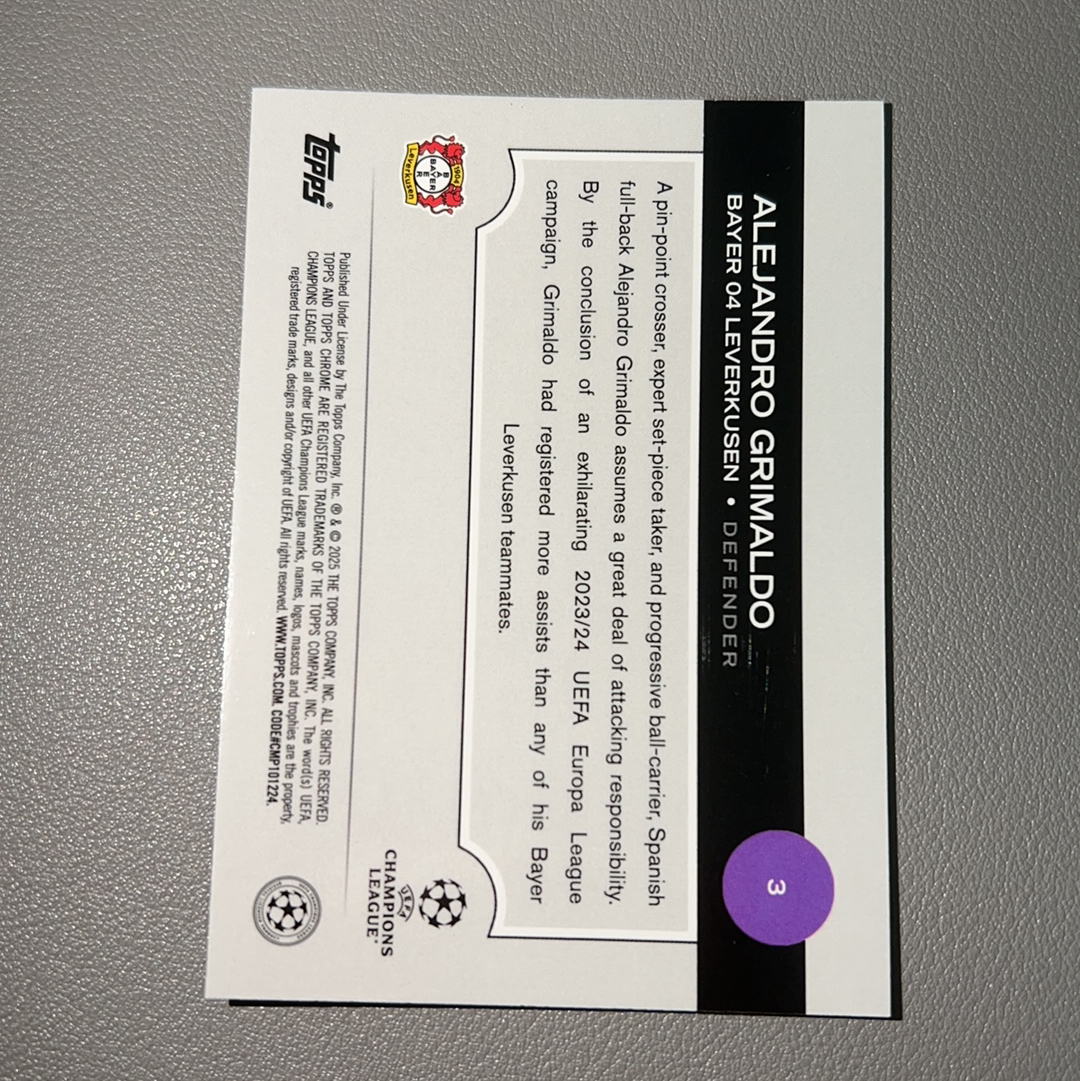 ALEJANDRO GRIMALDO
BAYER 04 LEVERKUSEN • DEFENDER
3
A pin-point crosser, expert set-piece taker, and progressive ball-carrier, Spanish
full-back Alejandro Grimaldo assumes a great deal of attacking responsibility.
By the conclusion of an exhilarating 2023/24 UEFA Europa League
campaign, Grimaldo had registered more assists than any of his Bayer
Leverkusen teammates.
1904
BAYER
BAYER
Leverkusen
UEFA
CHAMPIONS
LEAGUE®
topps®
Published Under License by The Topps Company, Inc. ® & © 2025 THE TOPPS COMPANY, INC. ALL RIGHTS RESERVED.
TOPPS AND TOPPS CHROME ARE REGISTERED TRADEMARKS OF THE TOPPS COMPANY, INC. The word(s) UEFA,
CHAMPIONS LEAGUE, and all other UEFA Champions League marks, names, logos, mascots and trophies are the property,
registered trade marks, designs and/or copyright of UEFA. All rights reserved. WWW.TOPPS.COM. CODE#CMP101224.